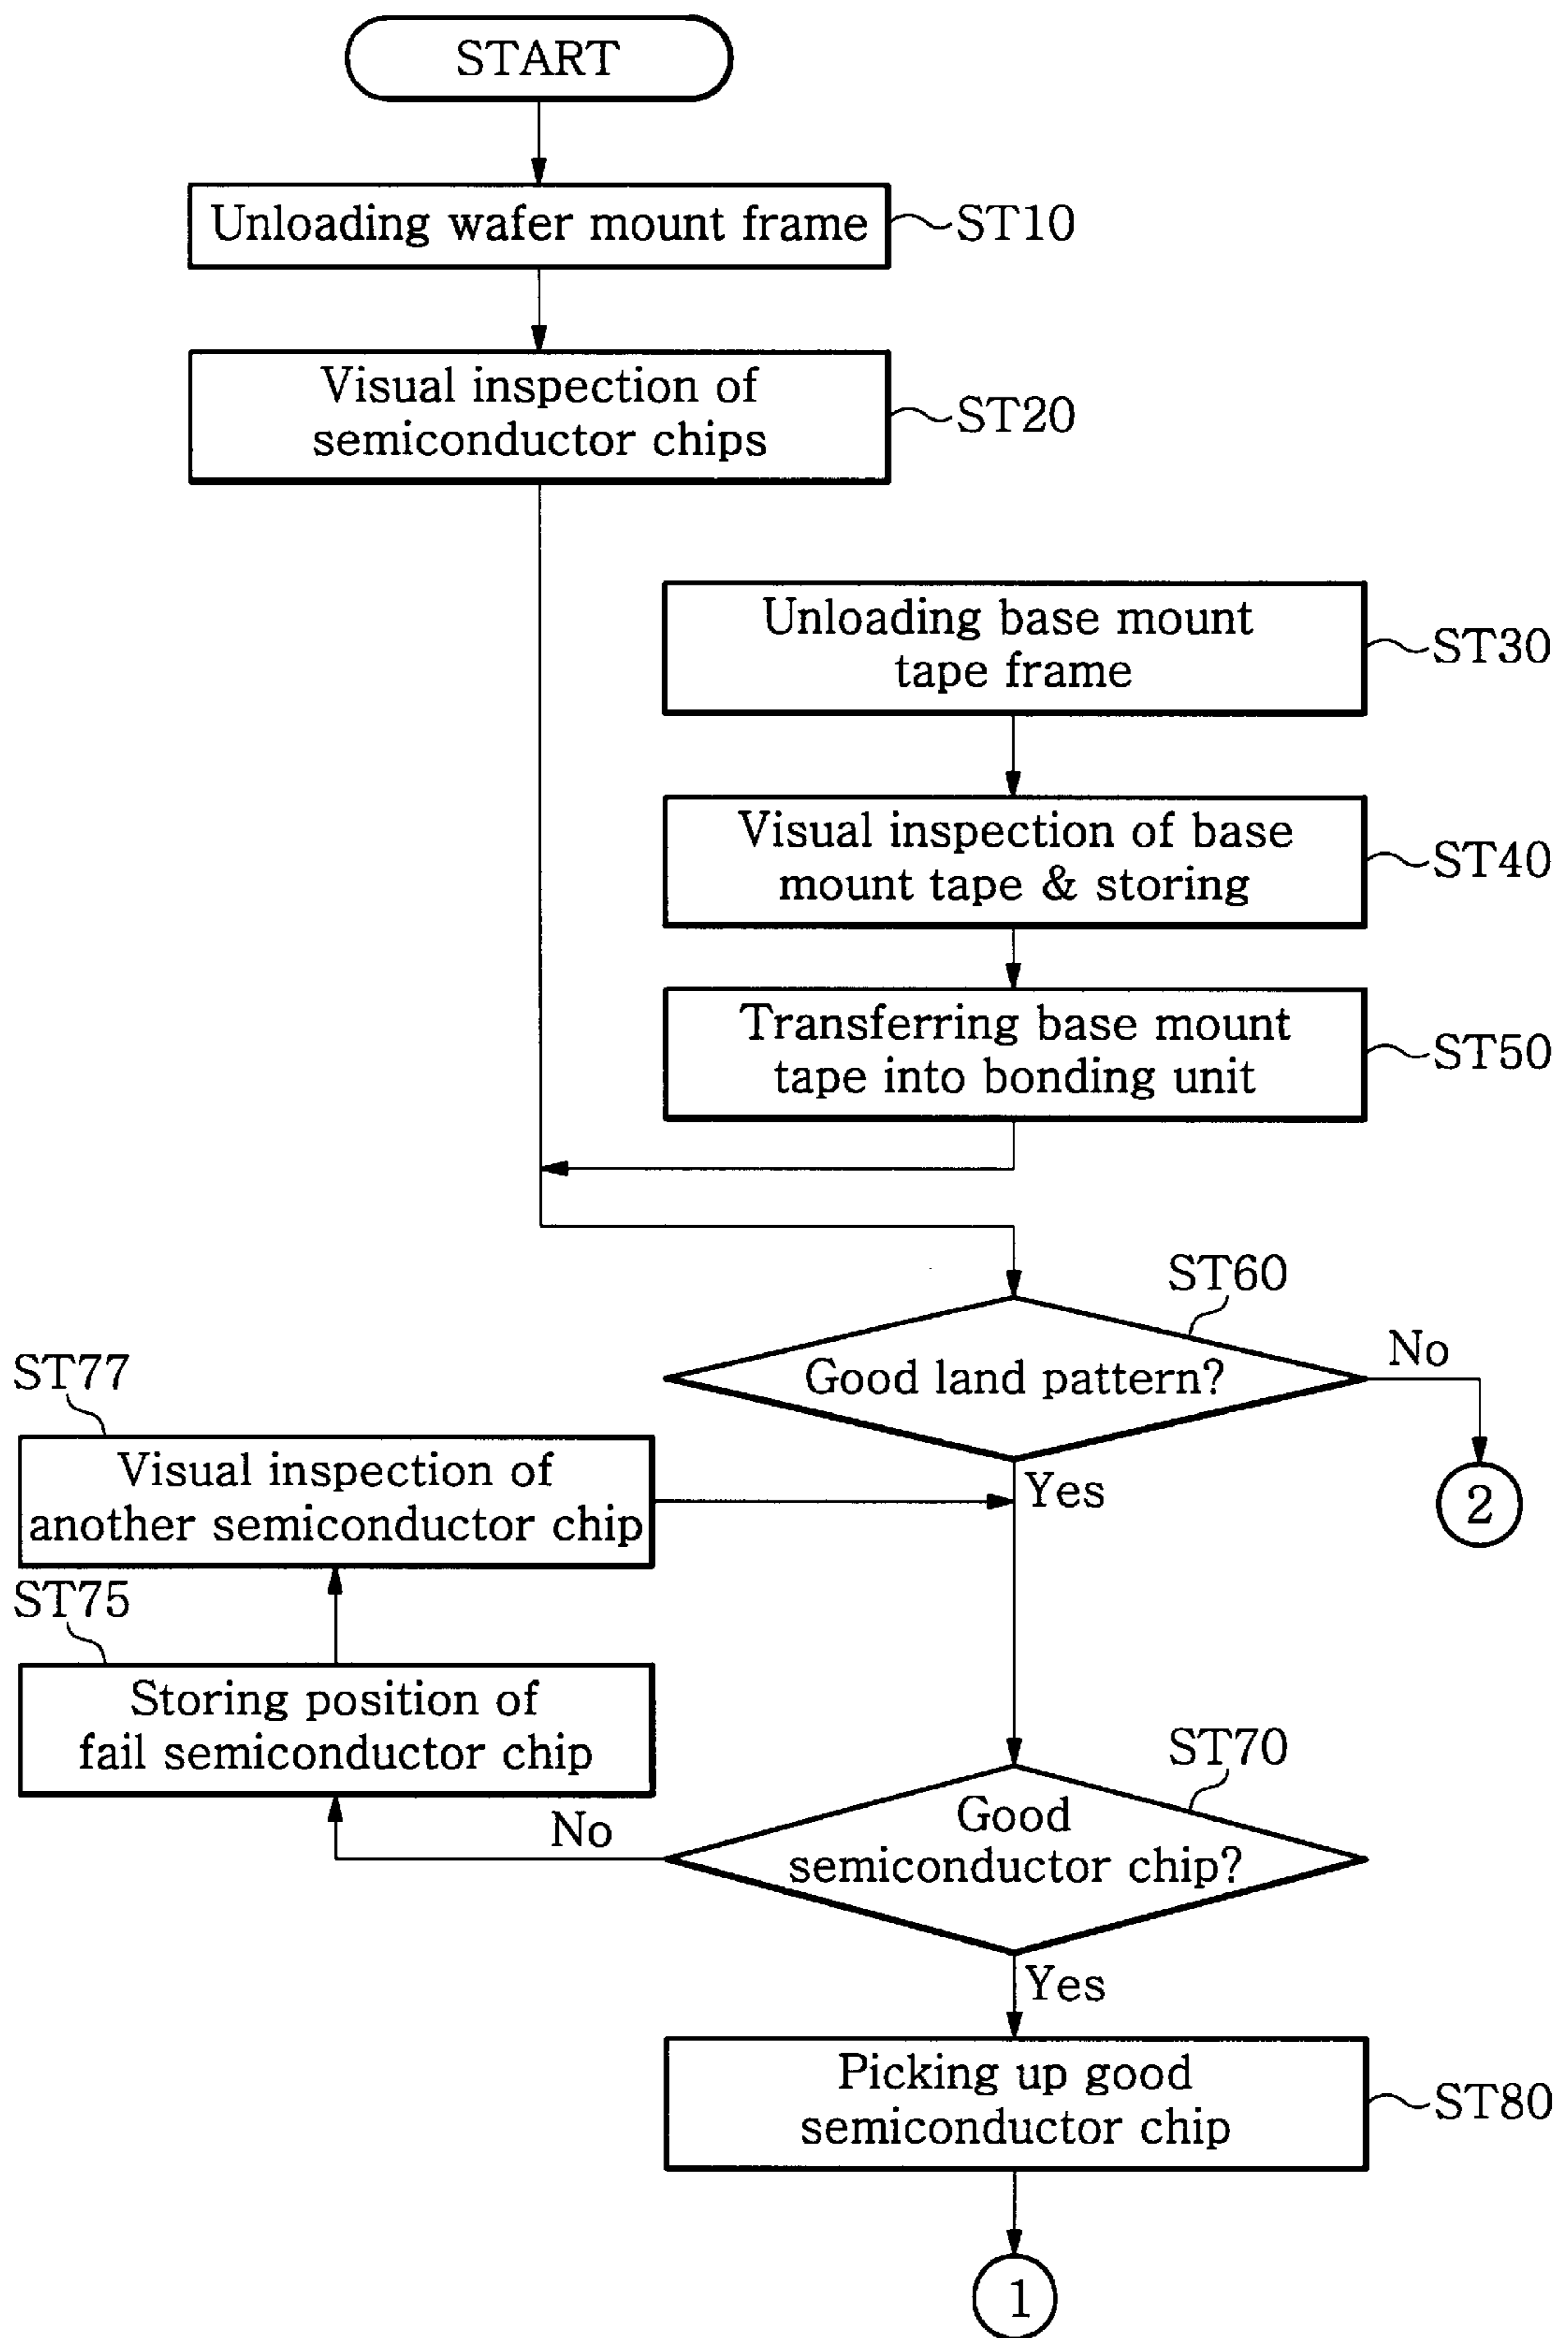 START
Unloading wafer mount frame
ST10
Visual inspection of
semiconductor chips
ST20
Unloading base mount
tape frame
ST30
Visual inspection of base
mount tape & storing
ST40
Transferring base mount
tape into bonding unit
ST50
ST60
Good land pattern?
No
2
Yes
ST77
Visual inspection of
another semiconductor chip
ST75
Storing position of
fail semiconductor chip
ST70
Good
semiconductor chip?
No
Yes
Picking up good
semiconductor chip
ST80
1